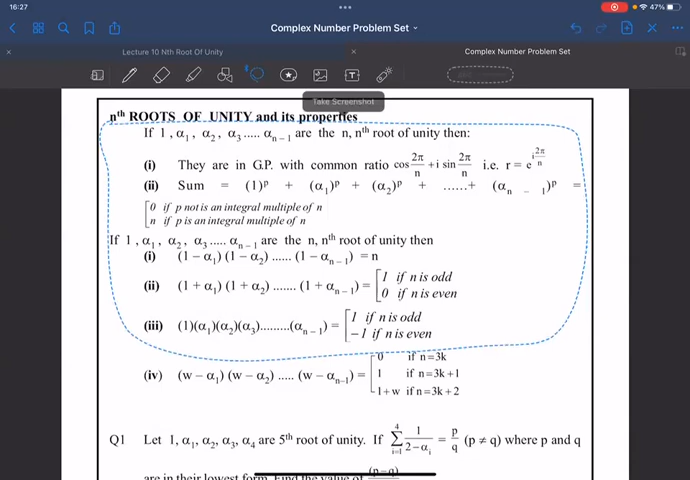 16:27
47%
Complex Number Problem Set
Lecture 10 Nth Root Of Unity
Complex Number Problem Set
Take Screenshot
nᵗʰ ROOTS OF UNITY and its properties
If 1, α₁, α₂, α₃ ..... αₙ₋₁ are the n, nᵗʰ root of unity then:
(i) They are in G.P. with common ratio cos 2π/n + i sin 2π/n i.e. r = e^(i 2π/n)
(ii) Sum = (1)ᵖ + (α₁)ᵖ + (α₂)ᵖ + ...... + (αₙ₋₁)ᵖ =
[0 if p not is an integral multiple of n
n if p is an integral multiple of n
If 1, α₁, α₂, α₃ ..... αₙ₋₁ are the n, nᵗʰ root of unity then
(i) (1 − α₁) (1 − α₂) ...... (1 − αₙ₋₁) = n
(ii) (1 + α₁) (1 + α₂) ....... (1 + αₙ₋₁) = [1 if n is odd
0 if n is even
(iii) (1)(α₁)(α₂)(α₃).........(αₙ₋₁) = [1 if n is odd
−1 if n is even
(iv) (w − α₁) (w − α₂) ..... (w − αₙ₋₁) = [0 if n=3k
1 if n=3k+1
1+w if n=3k+2
Q1 Let 1, α₁, α₂, α₃, α₄ are 5ᵗʰ root of unity. If ∑_{i=1}^{4} 1/(2−αᵢ) = p/q (p ≠ q) where p and q
are in their lowest form. Find the value of (p−q)